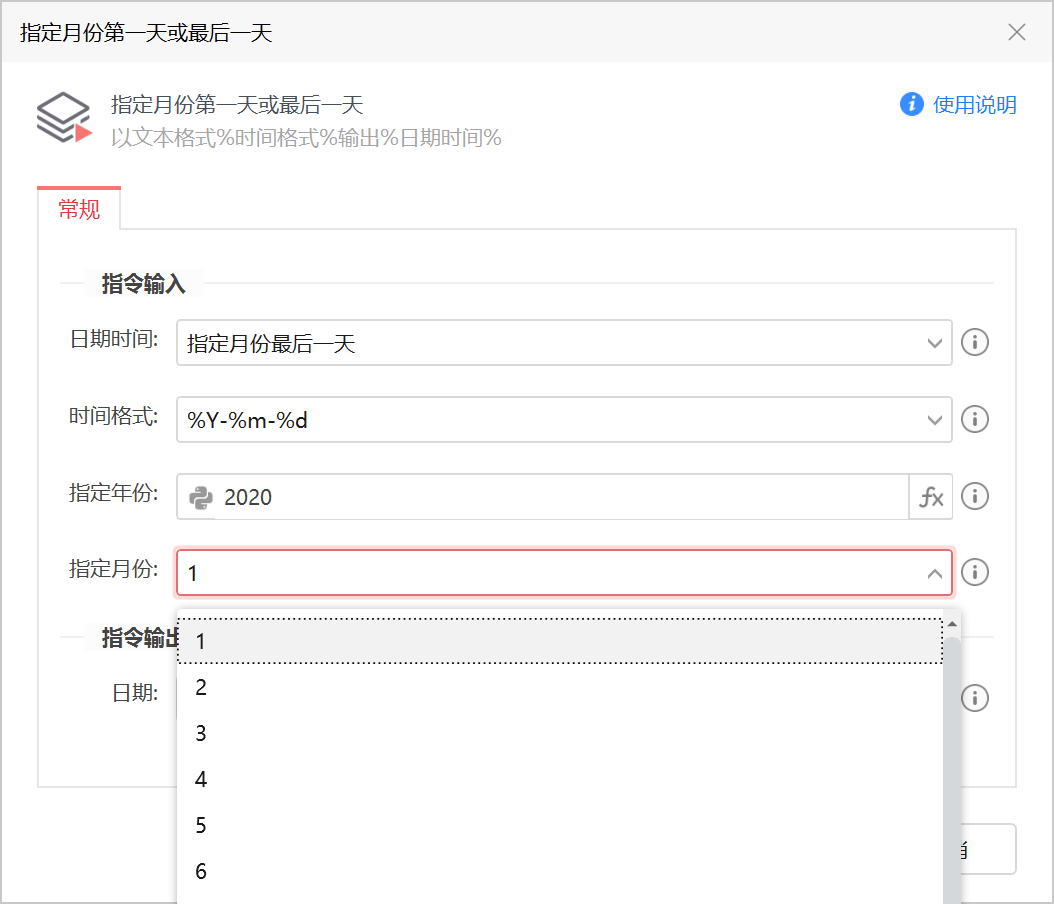 指定月份第一天或最后一天
指定月份第一天或最后一天
使用说明
以文本格式%时间格式%输出%日期时间%
常规
指令输入
日期时间: 指定月份最后一天
时间格式: %Y-%m-%d
指定年份: 2020 fx
指定月份: 1
指令输出
1
2
日期:
3
4
5
6